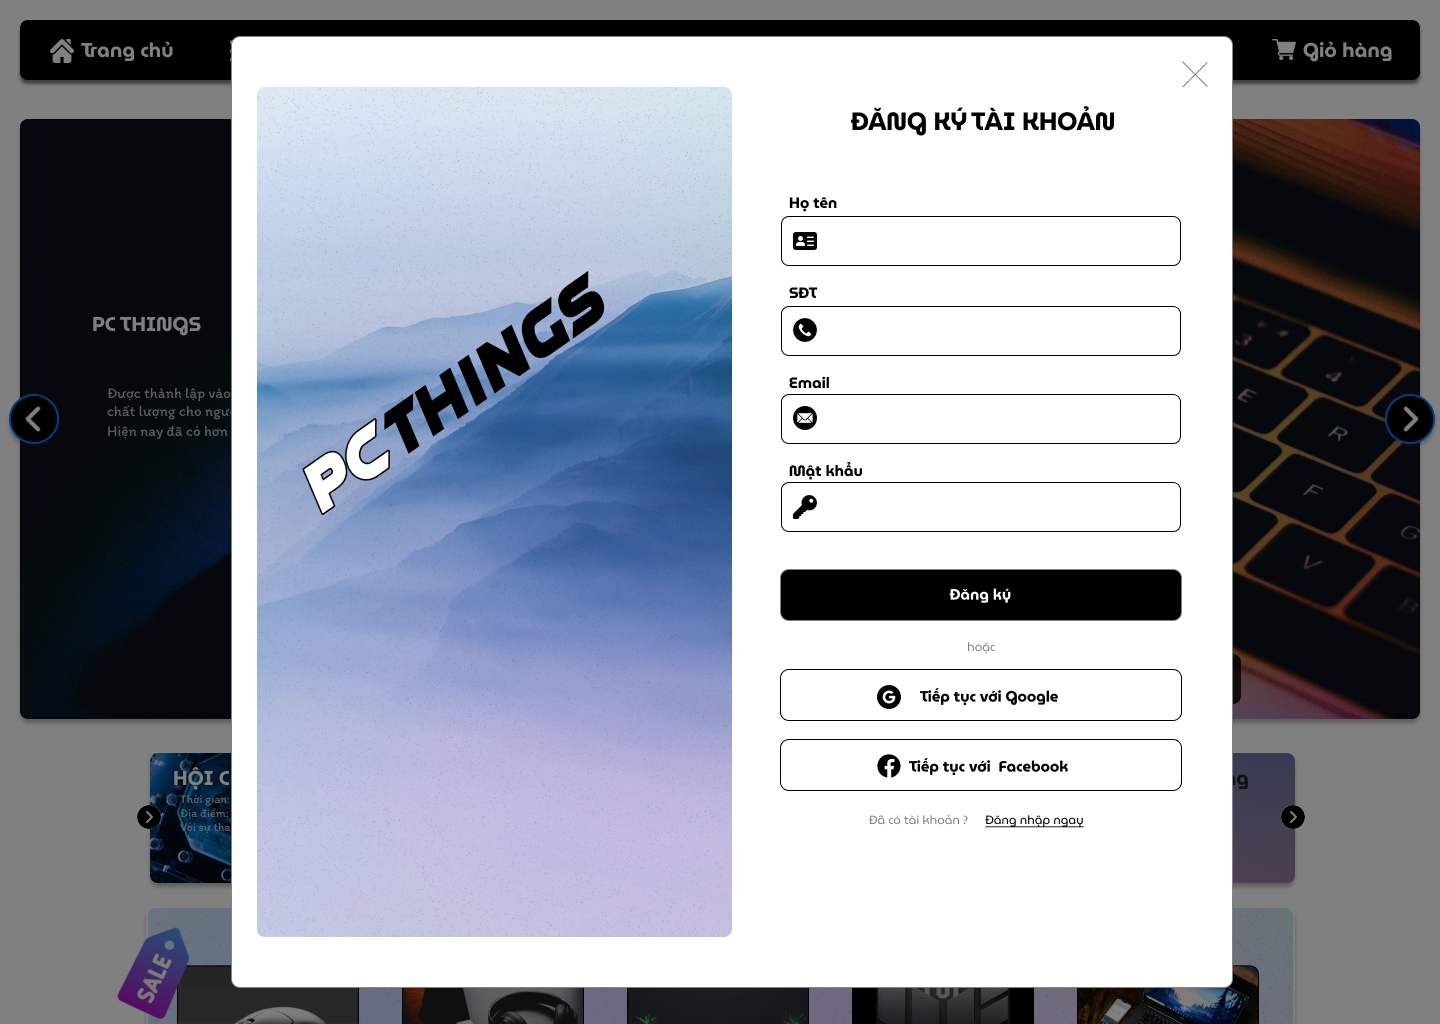 Trang chủ
Giỏ hàng
ĐĂNG KÝ TÀI KHOẢN
PC THINGS
Họ tên
SĐT
Email
Mật khẩu
Đăng ký
hoặc
Tiếp tục với Google
Tiếp tục với Facebook
Đã có tài khoản ? Đăng nhập ngay
PC THINGS
Được thành lập vào
chất lượng cho
Hiện nay đã có hơn
E
3
4
R
F
G
V
HỘI
Thời gian:
Địa điểm:
Với sự
SALE